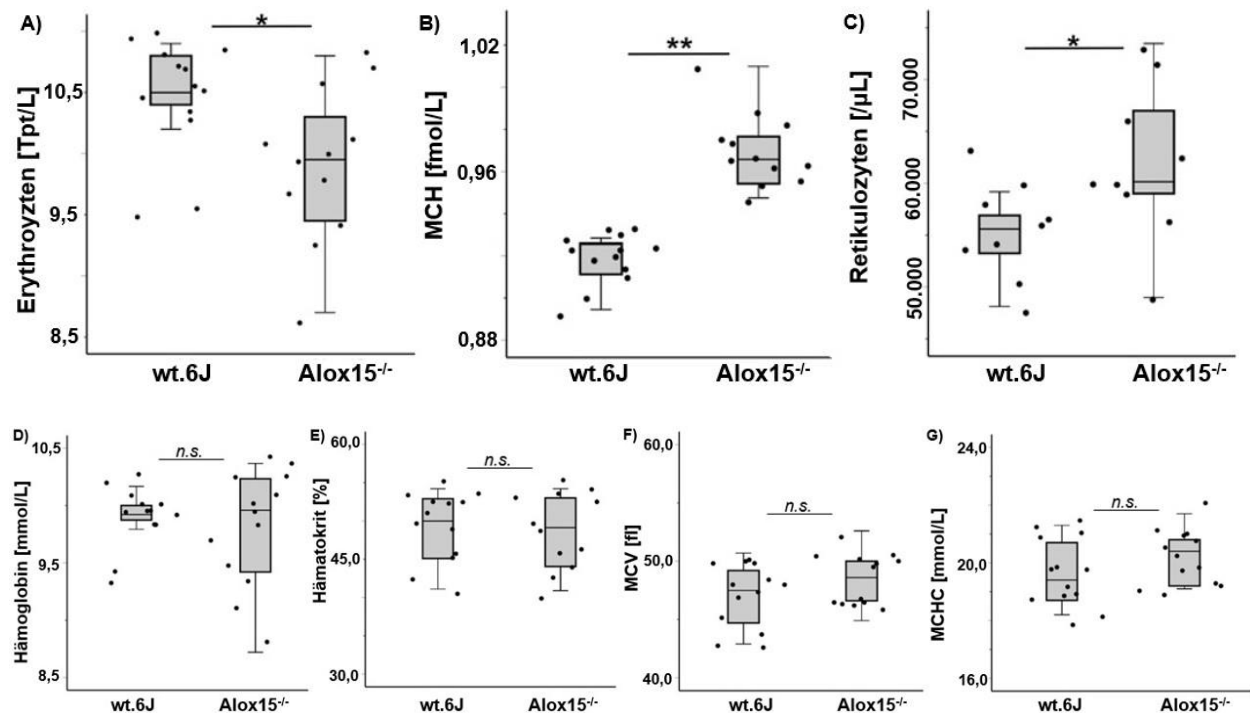 A)
Erythroyzten [Tpt/L]
10,5
9,5
8,5
*
wt.6J
Alox15-/-
B)
MCH [fmol/L]
1,02
0,96
0,88
**
wt.6J
Alox15-/-
C)
Retikulozyten [/µL]
70.000
60.000
50.000
*
wt.6J
Alox15-/-
D)
Hämoglobin [mmol/L]
10,5
9,5
8,5
n.s.
wt.6J
Alox15-/-
E)
Hämatokrit [%]
60,0
45,0
30,0
n.s.
wt.6J
Alox15-/-
F)
MCV [fl]
60,0
50,0
40,0
n.s.
wt.6J
Alox15-/-
G)
MCHC [mmol/L]
24,0
20,0
16,0
n.s.
wt.6J
Alox15-/-